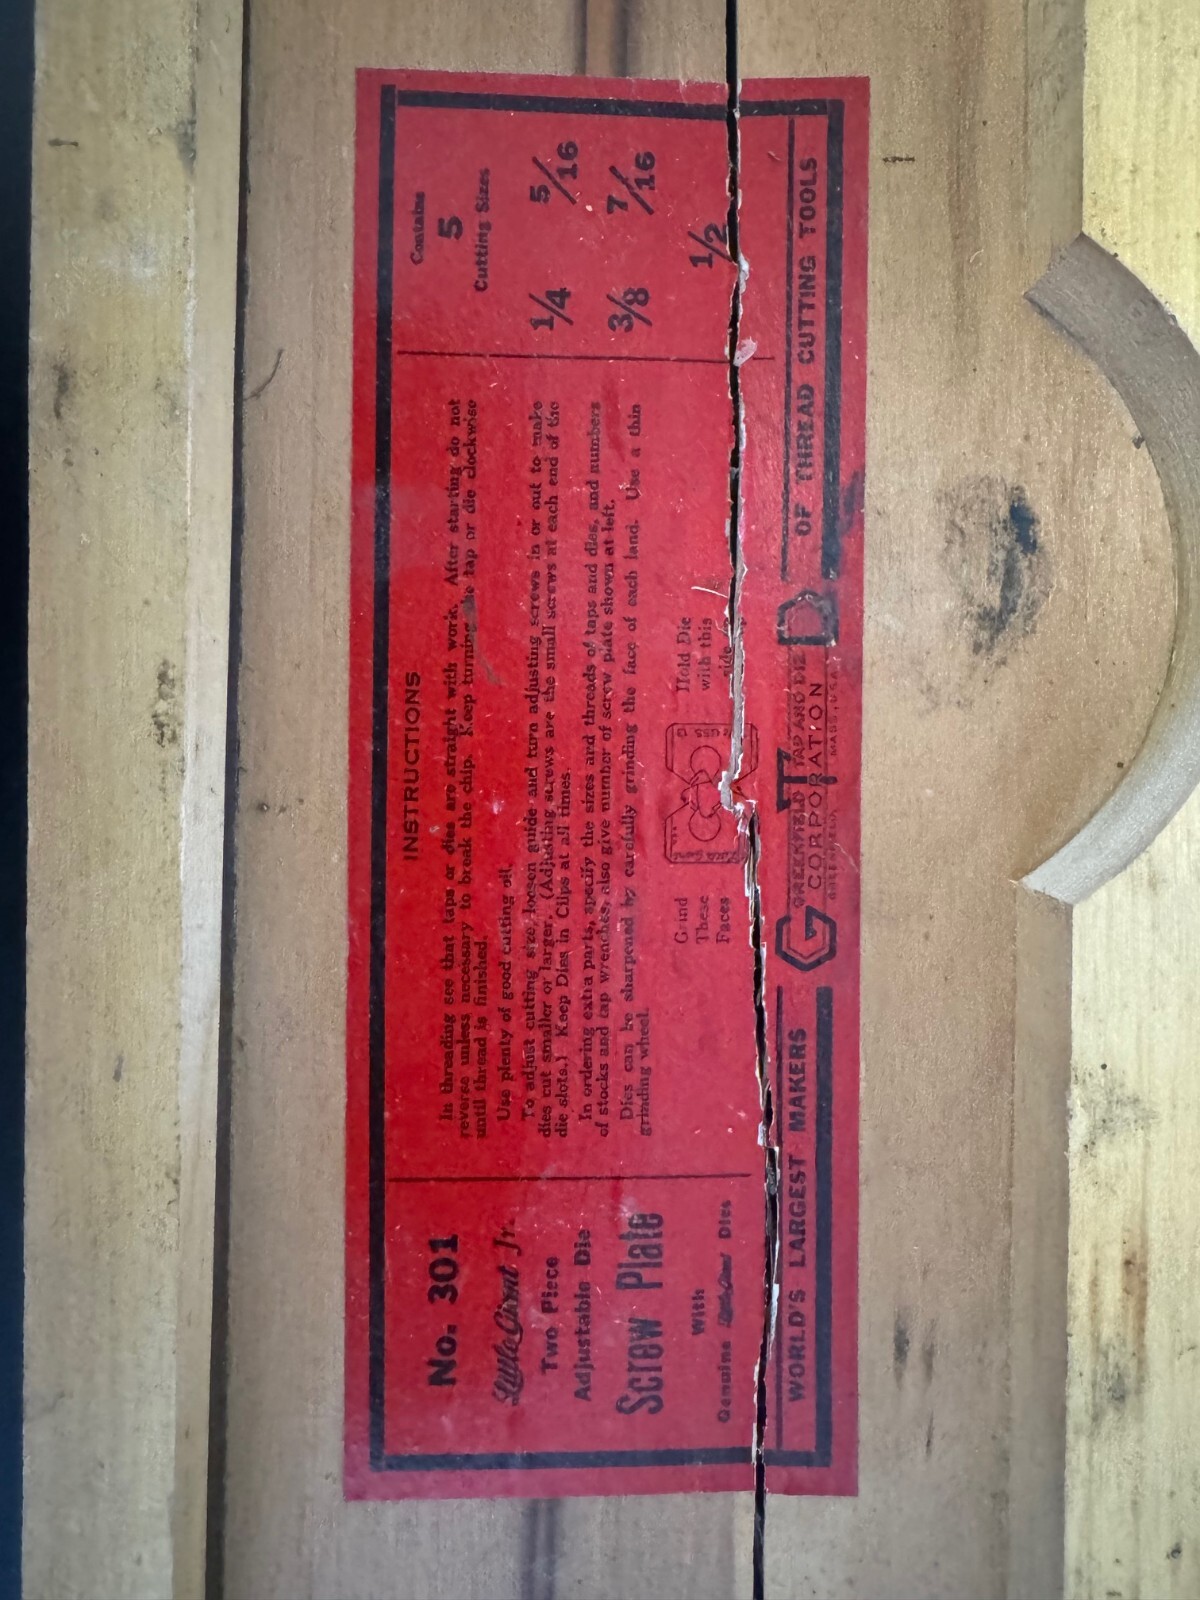 No. 301
Little Giant Jr.
Two Piece
Adjustable Die
Screw Plate
With
Genuine Little Giant Dies
INSTRUCTIONS
In threading see that taps or dies are straight with work. After starting do not
reverse unless necessary to break the chip. Keep turning the tap or die clockwise
until thread is finished.
Use plenty of good cutting oil.
To adjust cutting size, loosen guide and turn adjusting screws in or out to make
dies cut smaller or larger. (Adjusting screws are the small screws at each end of the
die slots.) Keep Dies in Clips at all times.
In ordering extra parts, specify the sizes and threads of taps and dies, and numbers
of stocks and tap wrenches, also give number of screw plate shown at left.
Dies can be sharpened by carefully grinding the face of each land. Use a thin
grinding wheel.
Grind
These
Faces
Hold Die
with this
side
Contains
5
Cutting Sizes
1/4 5/16
3/8 7/16
1/2
WORLD'S LARGEST MAKERS
G T D
GREENFIELD TAP AND DIE
CORPORATION
GREENFIELD, MASS., U.S.A.
OF THREAD CUTTING TOOLS